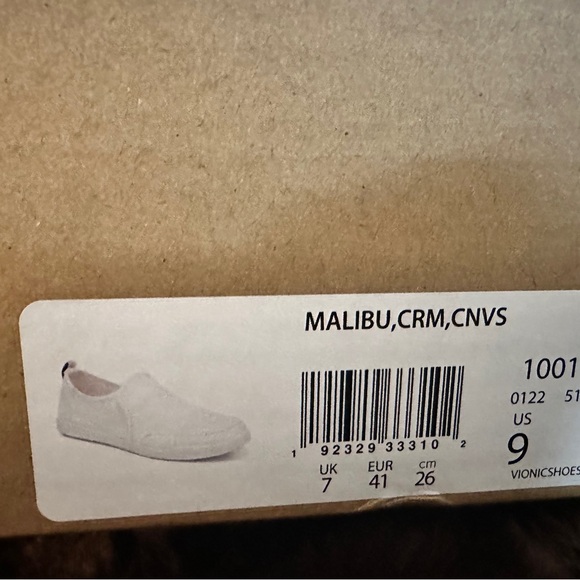 MALIBU,CRM,CNVS
1 92329 33310 2
UK EUR cm
7 41 26
1001
0122 51
US
9
VIONICSHOES